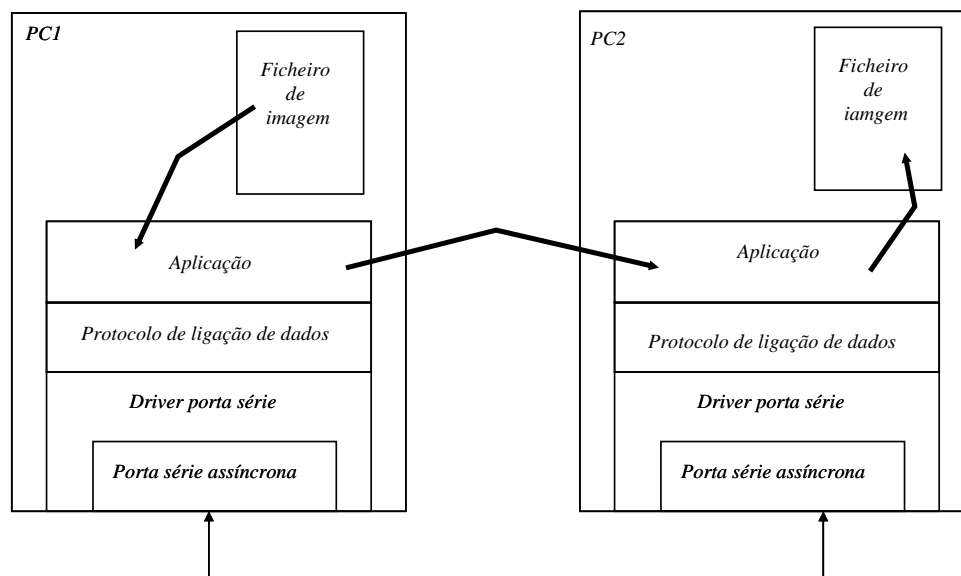 PC1
Ficheiro
de
imagem
Aplicação
Protocolo de ligação de dados
Driver porta série
Porta série assíncrona
PC2
Ficheiro
de
iamgem
Aplicação
Protocolo de ligação de dados
Driver porta série
Porta série assíncrona